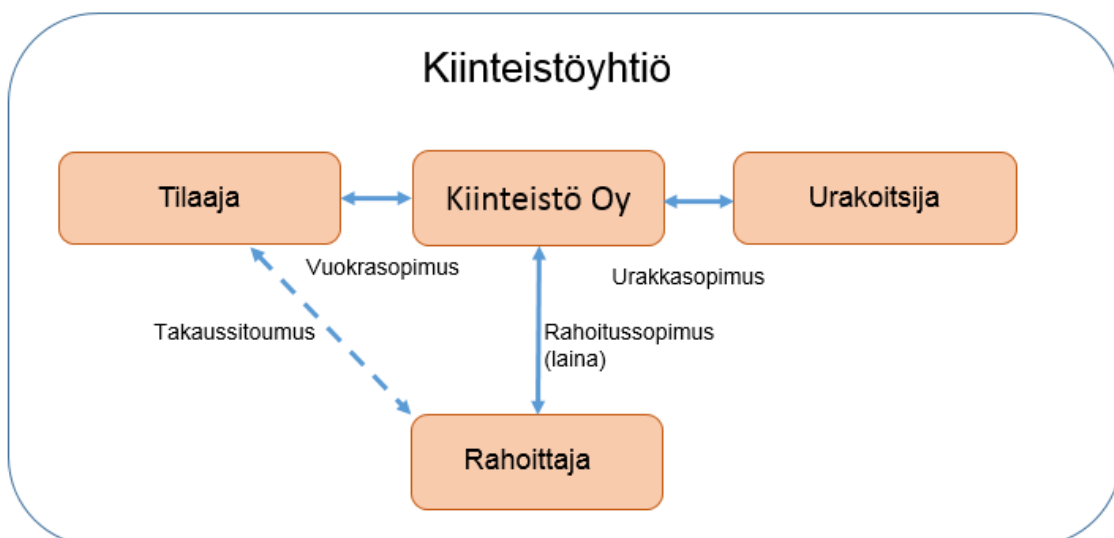 Kiinteistöyhtiö
Tilaaja
Kiinteistö Oy
Urakoitsija
Vuokrasopimus
Urakkasopimus
Takaussitoumus
Rahoitussopimus
(laina)
Rahoittaja